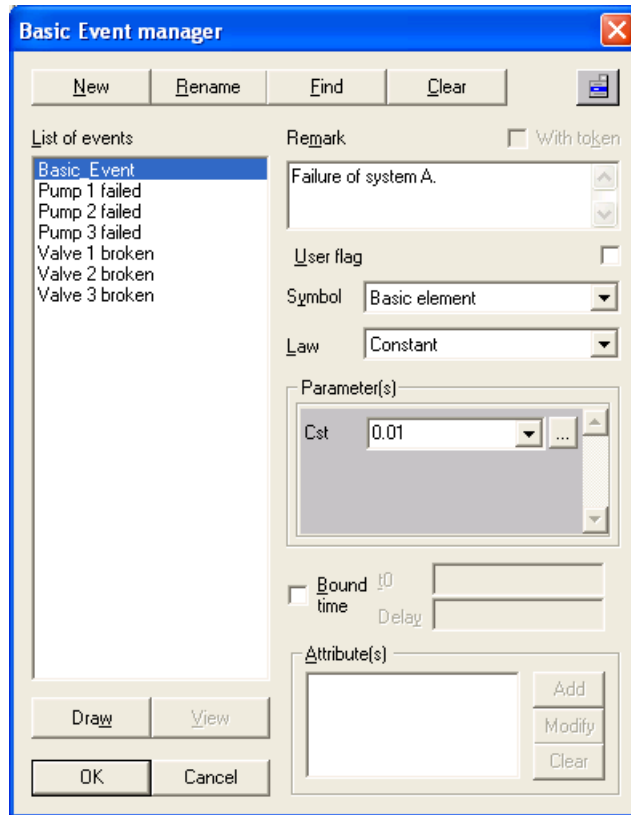 Basic Event manager
New Rename Find Clear
List of events
Basic_Event
Pump 1 failed
Pump 2 failed
Pump 3 failed
Valve 1 broken
Valve 2 broken
Valve 3 broken
Remark With token
Failure of system A.
User flag
Symbol Basic element
Law Constant
Parameter(s)
Cst 0.01 ...
Bound time t0
Delay
Attribute(s)
Add
Modify
Clear
Draw View
OK Cancel